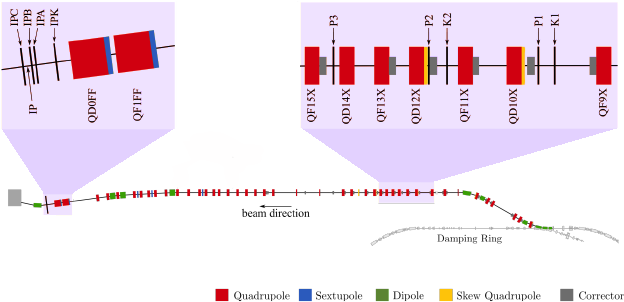 IPC
IPB
IPA
IPK
IP
QD0FF
QF1FF
P3
P2
K2
P1
K1
QF15X
QD14X
QF13X
QD12X
QF11X
QD10X
QF9X
beam direction
Damping Ring
Quadrupole
Sextupole
Dipole
Skew Quadrupole
Corrector